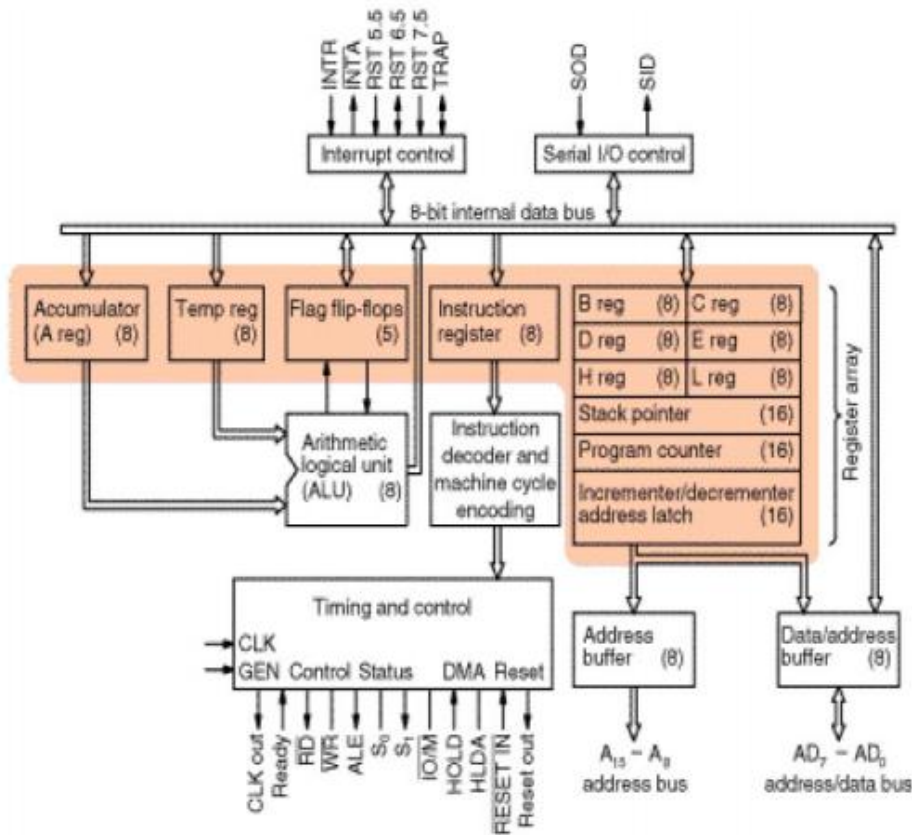 INTR
INTA
RST 5.5
RST 6.5
RST 7.5
TRAP
SOD
SID
Interrupt control
Serial I/O control
8-bit internal data bus
Accumulator
(A reg) (8)
Temp reg
(8)
Flag flip-flops
(5)
Instruction
register (8)
B reg (8) C reg (8)
D reg (8) E reg (8)
H reg (8) L reg (8)
Stack pointer (16)
Program counter (16)
Incrementer/decrementer
address latch (16)
Register array
Arithmetic
logical unit
(ALU) (8)
Instruction
decoder and
machine cycle
encoding
Timing and control
CLK
GEN Control Status DMA Reset
Address
buffer (8)
Data/address
buffer (8)
CLK out
Ready
RD
WR
ALE
S₀
S₁
IO/M
HOLD
HLDA
RESET IN
Reset out
A₁₅ – A₈
address bus
AD₇ – AD₀
address/data bus